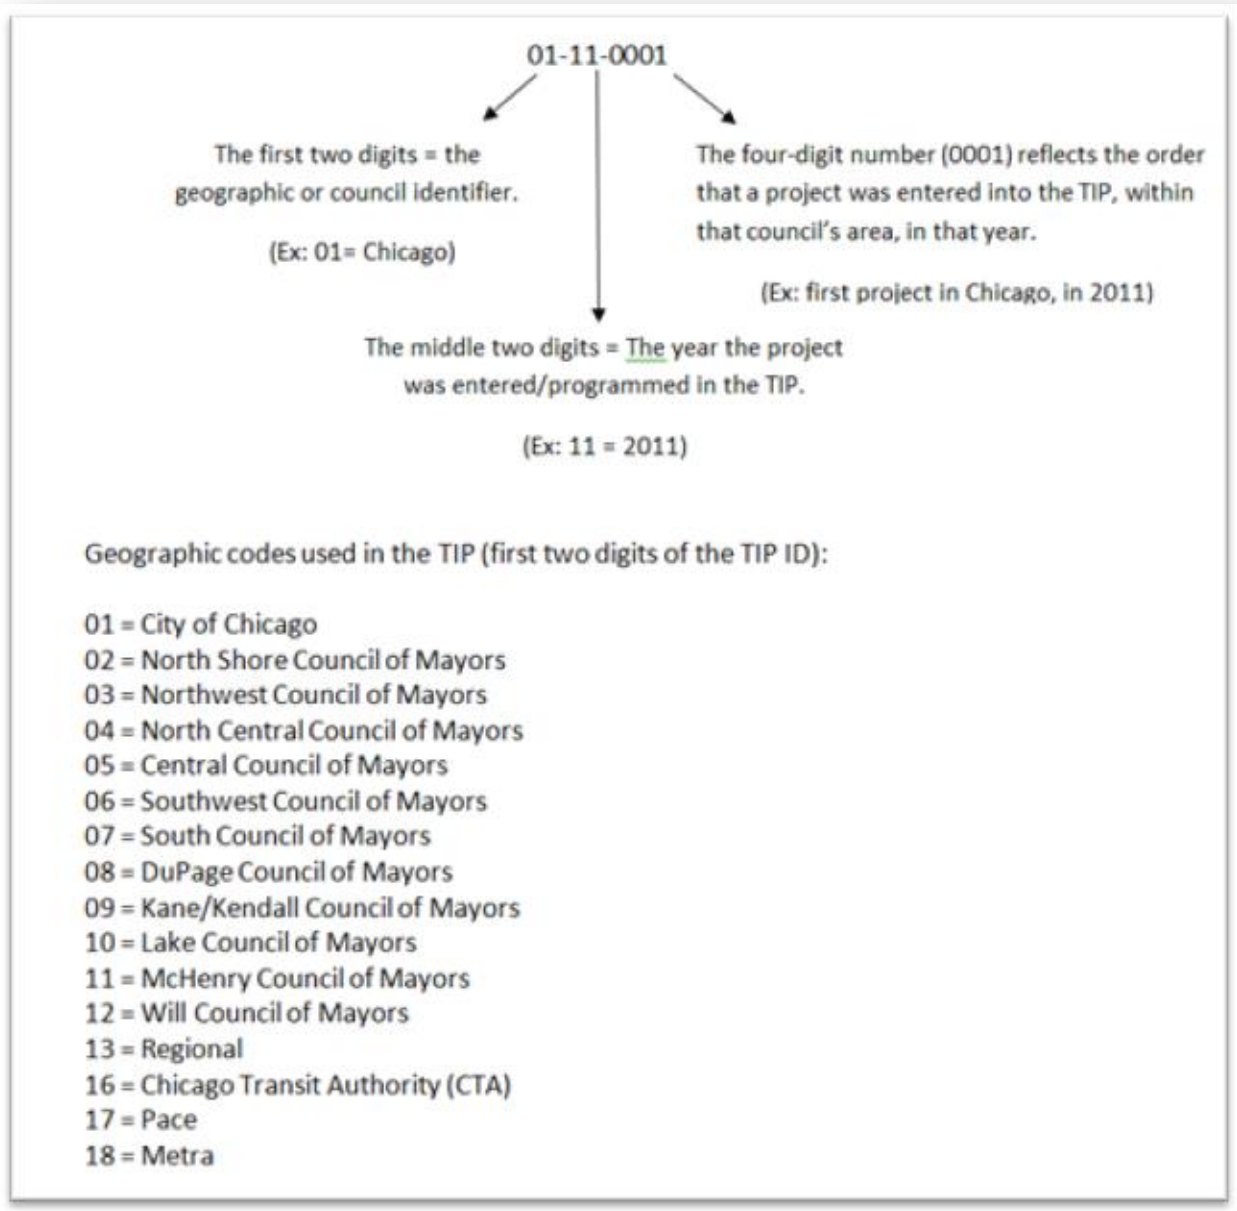 01-11-0001
The first two digits = the
geographic or council identifier.
(Ex: 01= Chicago)
The four-digit number (0001) reflects the order
that a project was entered into the TIP, within
that council's area, in that year.
(Ex: first project in Chicago, in 2011)
The middle two digits = The year the project
was entered/programmed in the TIP.
(Ex: 11 = 2011)
Geographic codes used in the TIP (first two digits of the TIP ID):
01 = City of Chicago
02 = North Shore Council of Mayors
03 = Northwest Council of Mayors
04 = North Central Council of Mayors
05 = Central Council of Mayors
06 = Southwest Council of Mayors
07 = South Council of Mayors
08 = DuPage Council of Mayors
09 = Kane/Kendall Council of Mayors
10 = Lake Council of Mayors
11 = McHenry Council of Mayors
12 = Will Council of Mayors
13 = Regional
16 = Chicago Transit Authority (CTA)
17 = Pace
18 = Metra